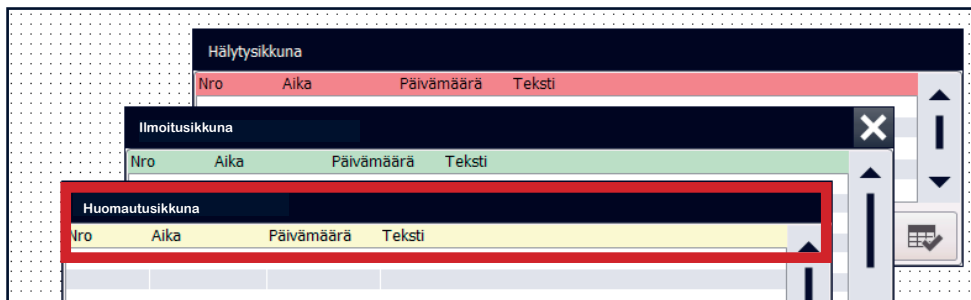 Hälytysikkuna
Nro Aika Päivämäärä Teksti
Ilmoitusikkuna
Nro Aika Päivämäärä Teksti
Huomautusikkuna
Nro Aika Päivämäärä Teksti